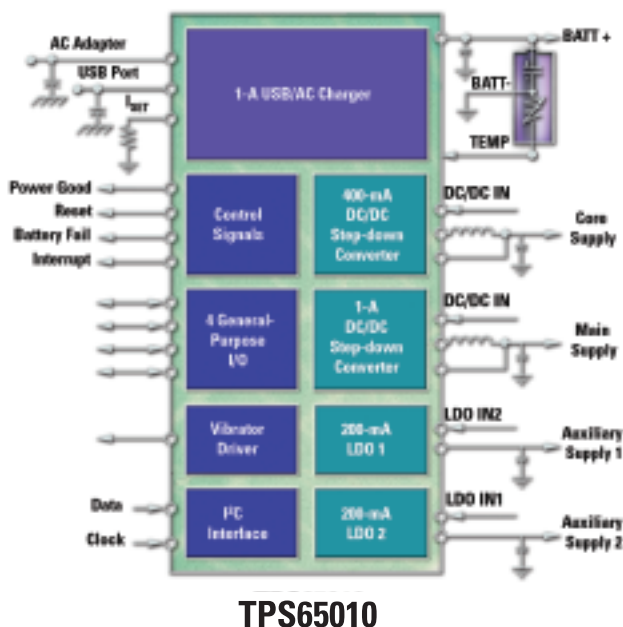 AC Adapter
USB Port
ISET
1-A USB/AC Charger
BATT +
BATT-
TEMP
Power Good
Reset
Battery Fail
Interrupt
Control
Signals
400-mA
DC/DC
Step-down
Converter
DC/DC IN
Core
Supply
4 General-
Purpose
I/O
1-A
DC/DC
Step-down
Converter
DC/DC IN
Main
Supply
Vibrator
Driver
200-mA
LDO 1
LDO IN2
Auxiliary
Supply 1
Data
Clock
I²C
Interface
200-mA
LDO 2
LDO IN1
Auxiliary
Supply 2
TPS65010